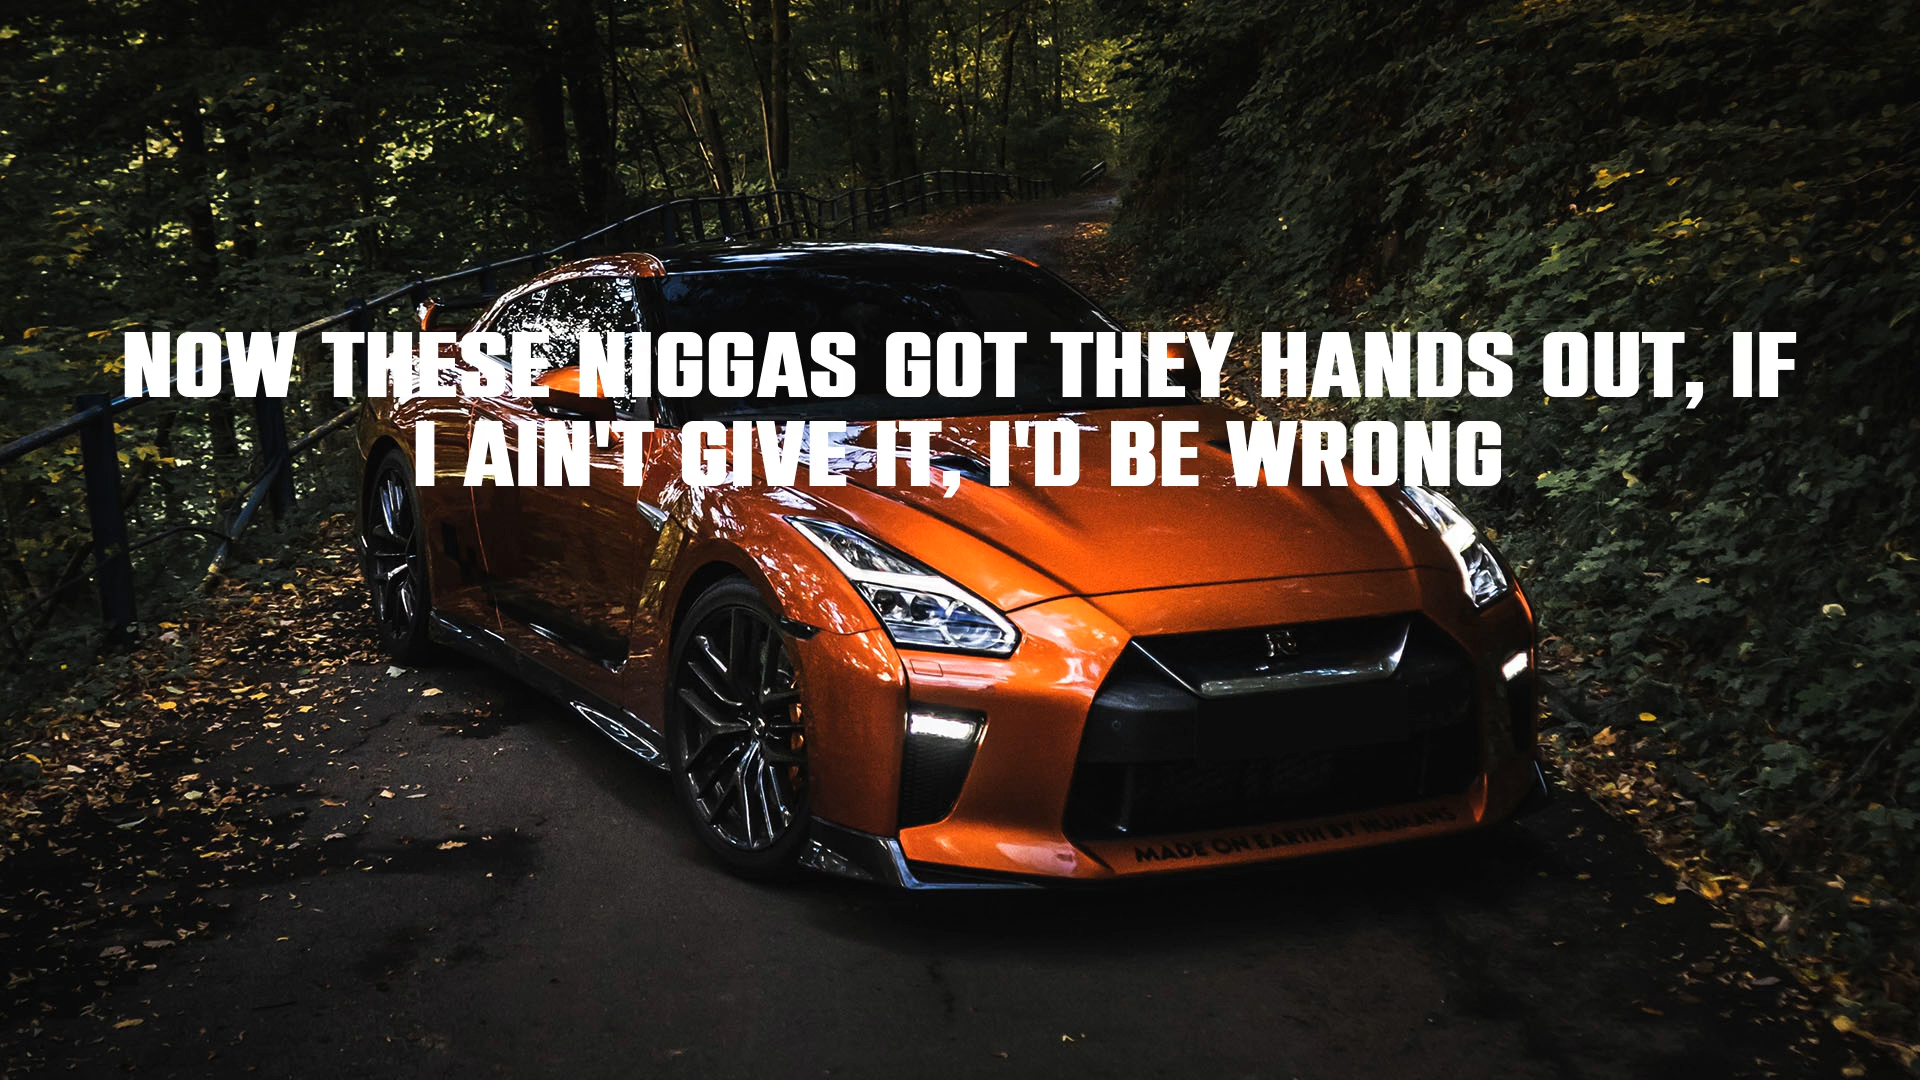 NOW THESE NIGGAS GOT THEY HANDS OUT, IF
I AIN'T GIVE IT, I'D BE WRONG
MADE ON EARTH BY HUMANS